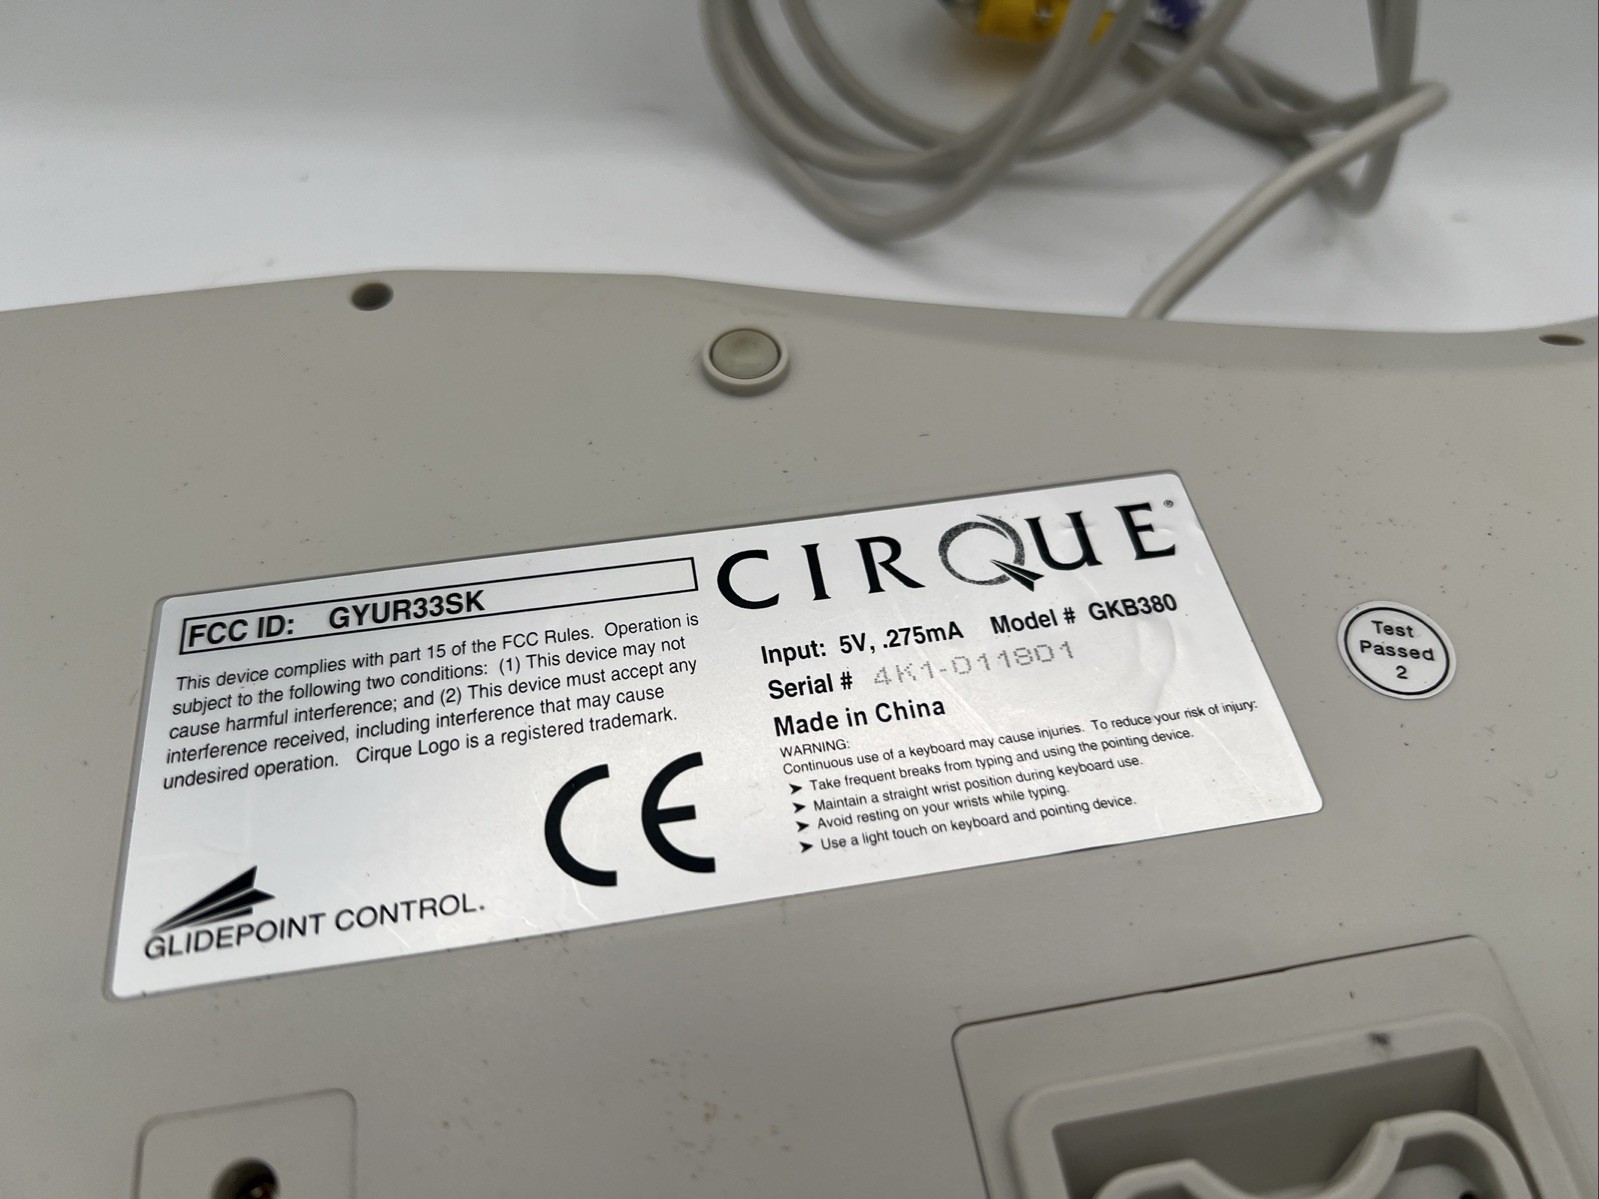 FCC ID: GYUR33SK
This device complies with part 15 of the FCC Rules. Operation is
subject to the following two conditions: (1) This device may not
cause harmful interference; and (2) This device must accept any
interference received, including interference that may cause
undesired operation. Cirque Logo is a registered trademark.
CE
GLIDEPOINT CONTROL.
CIRQUE®
Input: 5V, .275mA Model # GKB380
Serial # 4K1-011801
Made in China
WARNING:
Continuous use of a keyboard may cause injuries. To reduce your risk of injury:
➤ Take frequent breaks from typing and using the pointing device.
➤ Maintain a straight wrist position during keyboard use.
➤ Avoid resting on your wrists while typing.
➤ Use a light touch on keyboard and pointing device.
Test
Passed
2